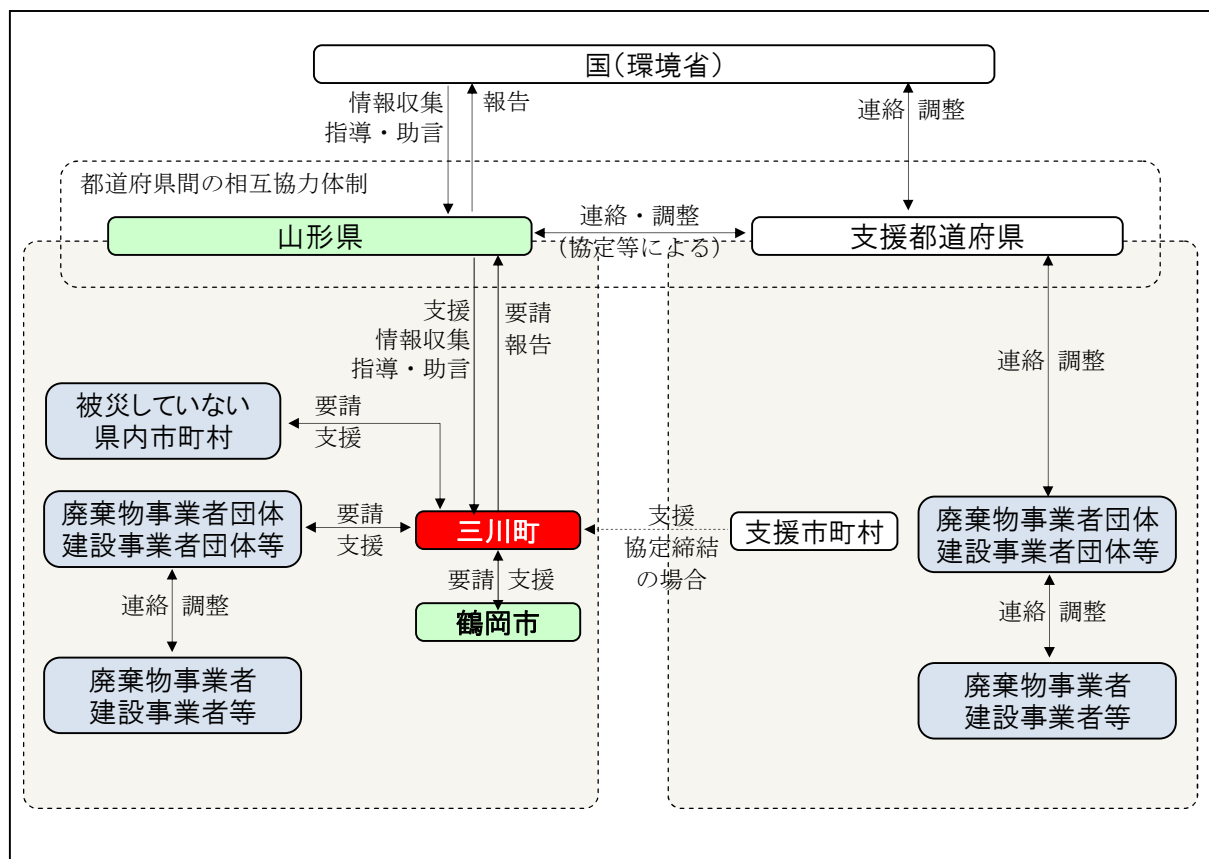 国(環境省)
情報収集
指導・助言
報告
連絡 調整
都道府県間の相互協力体制
山形県
連絡・調整
(協定等による)
支援都道府県
支援
情報収集
指導・助言
要請
報告
連絡 調整
被災していない
県内市町村
要請
支援
廃棄物事業者団体
建設事業者団体等
要請
支援
三川町
支援
協定締結
の場合
支援市町村
廃棄物事業者団体
建設事業者団体等
要請 支援
鶴岡市
連絡 調整
連絡 調整
廃棄物事業者
建設事業者等
廃棄物事業者
建設事業者等